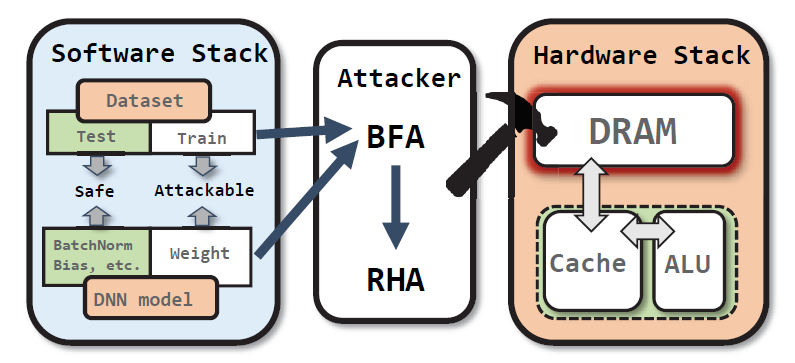 Software Stack
Dataset
Test
Train
Safe
Attackable
BatchNorm
Bias, etc.
Weight
DNN model
Attacker
BFA
RHA
Hardware Stack
DRAM
Cache
ALU